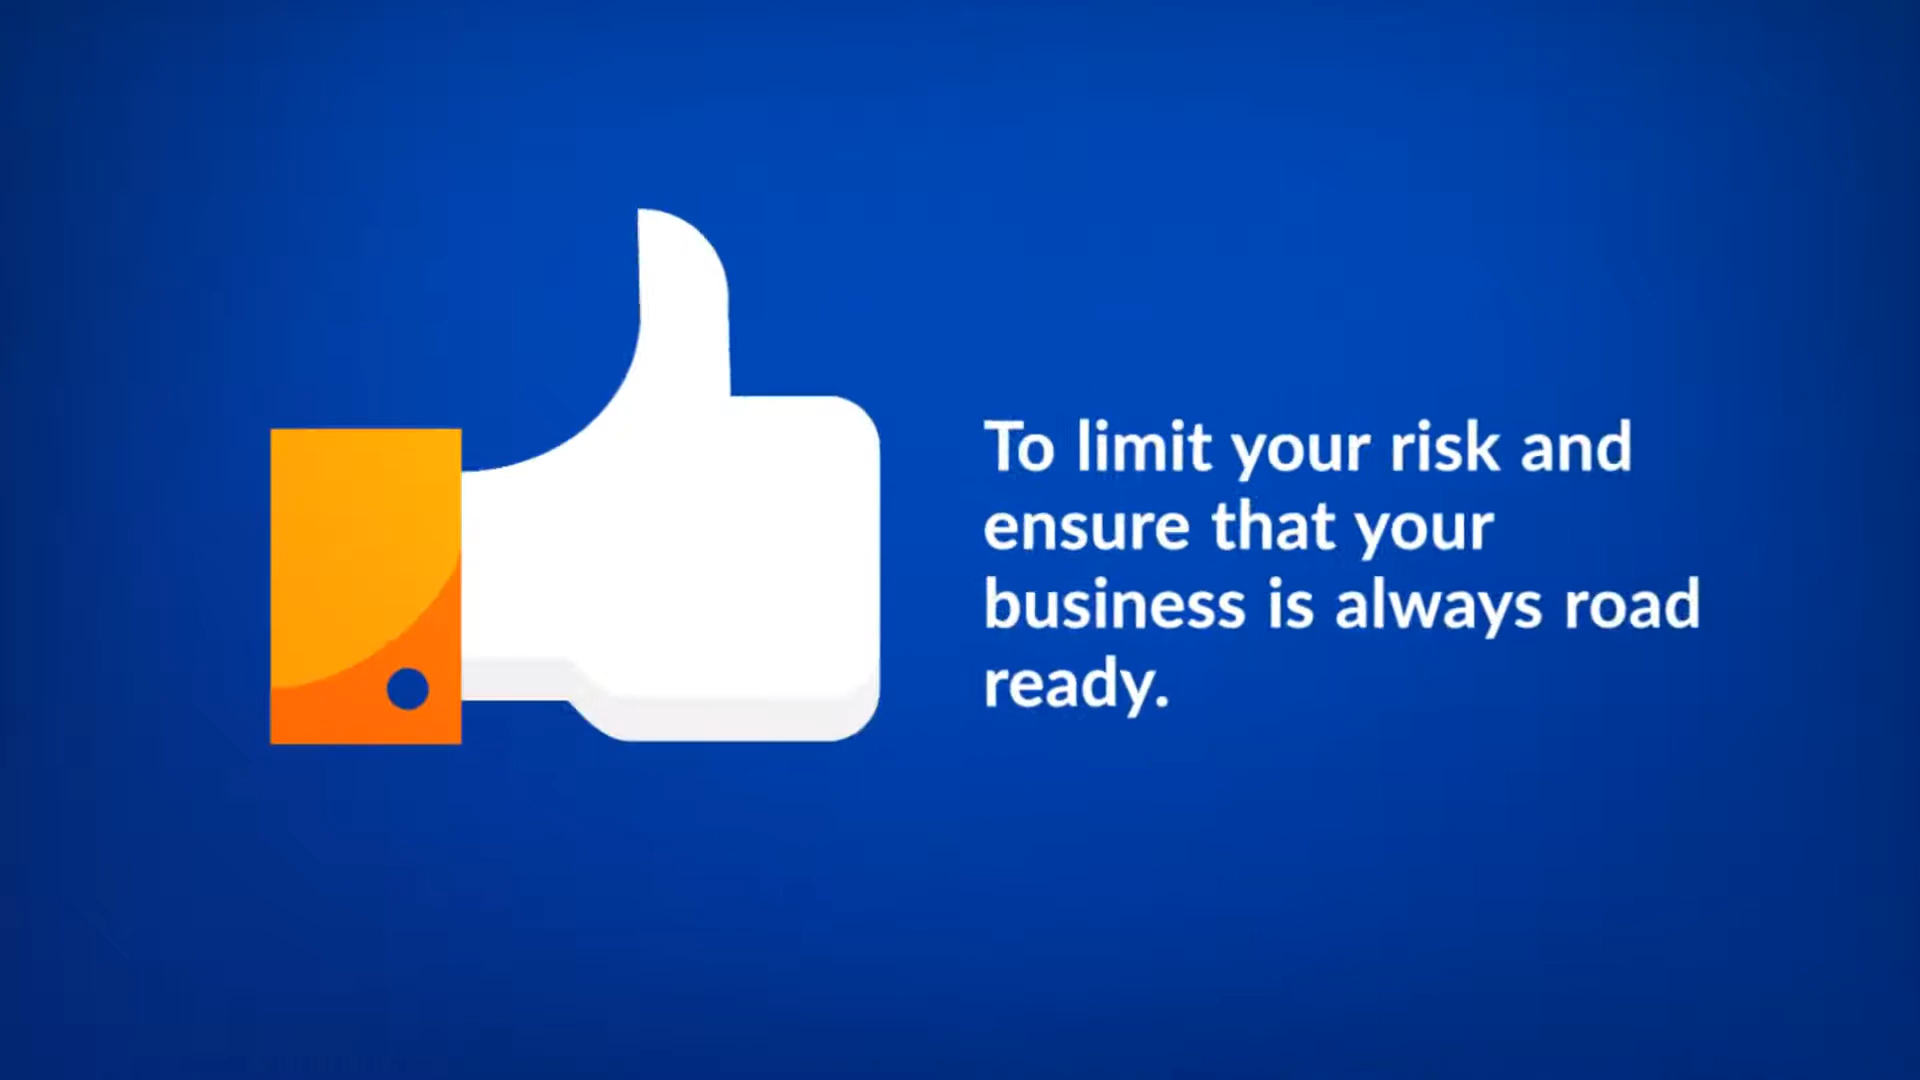 To limit your risk and
ensure that your
business is always road
ready.